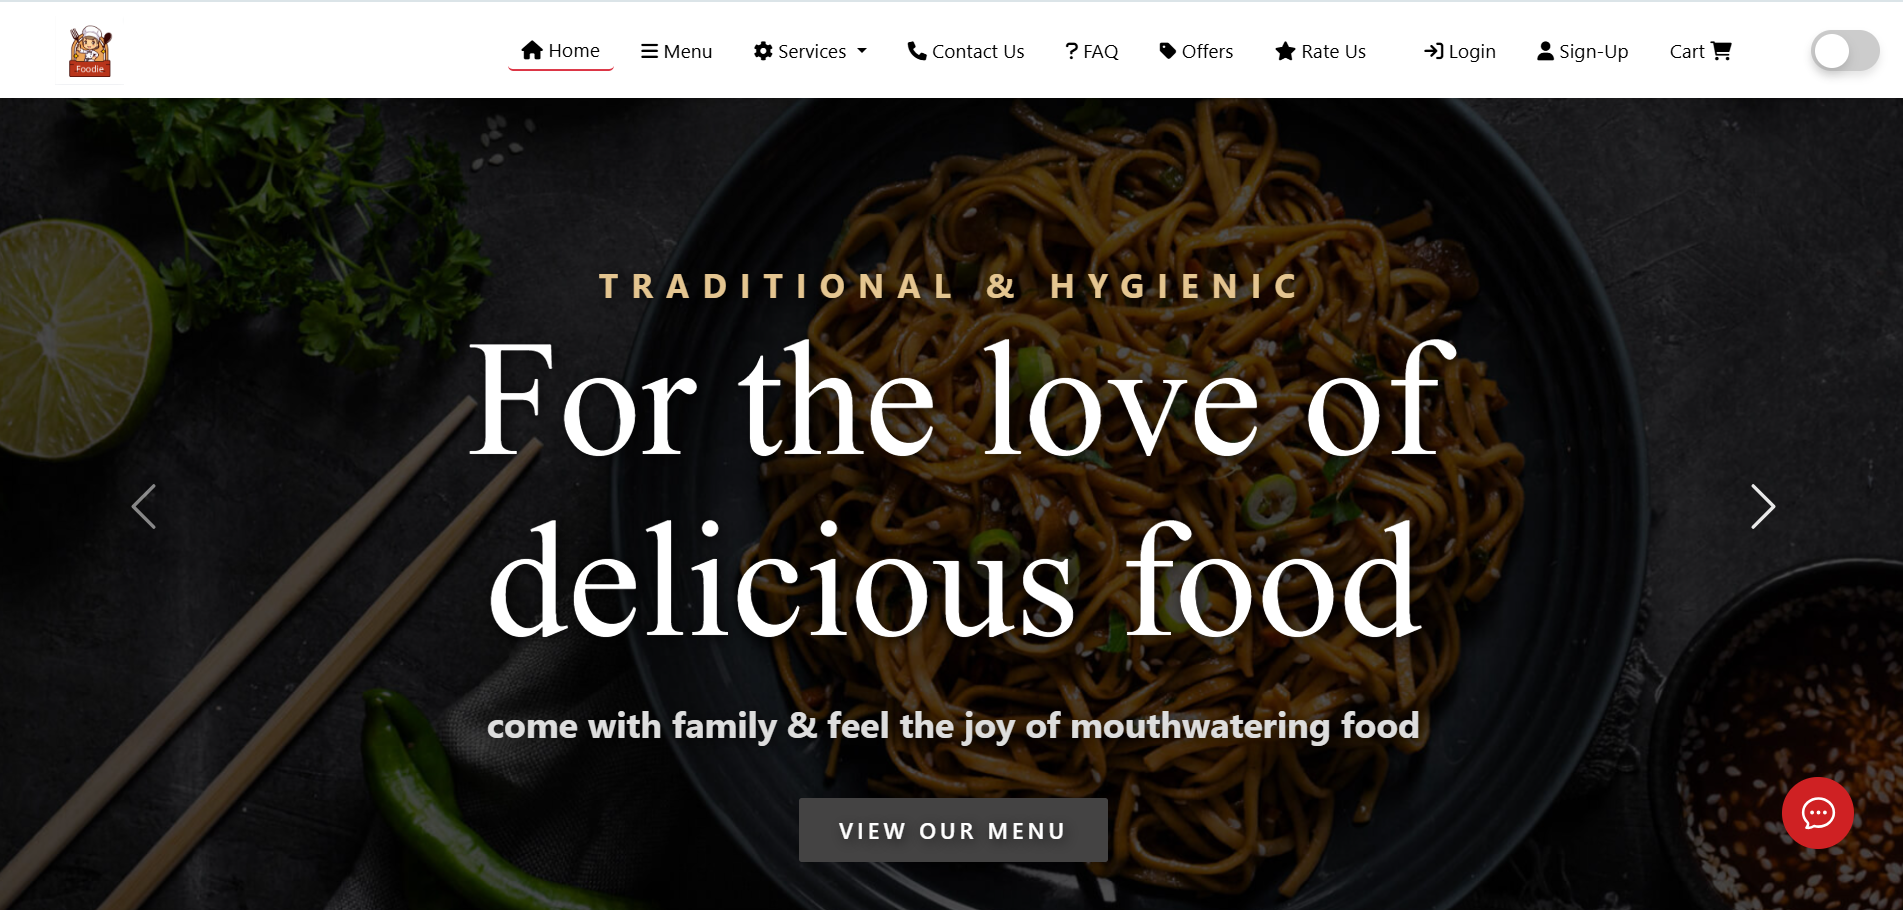 Foodie
Home
Menu
Services
Contact Us
? FAQ
Offers
Rate Us
Login
Sign-Up
Cart
TRADITIONAL & HYGIENIC
For the love of
delicious food
come with family & feel the joy of mouthwatering food
VIEW OUR MENU